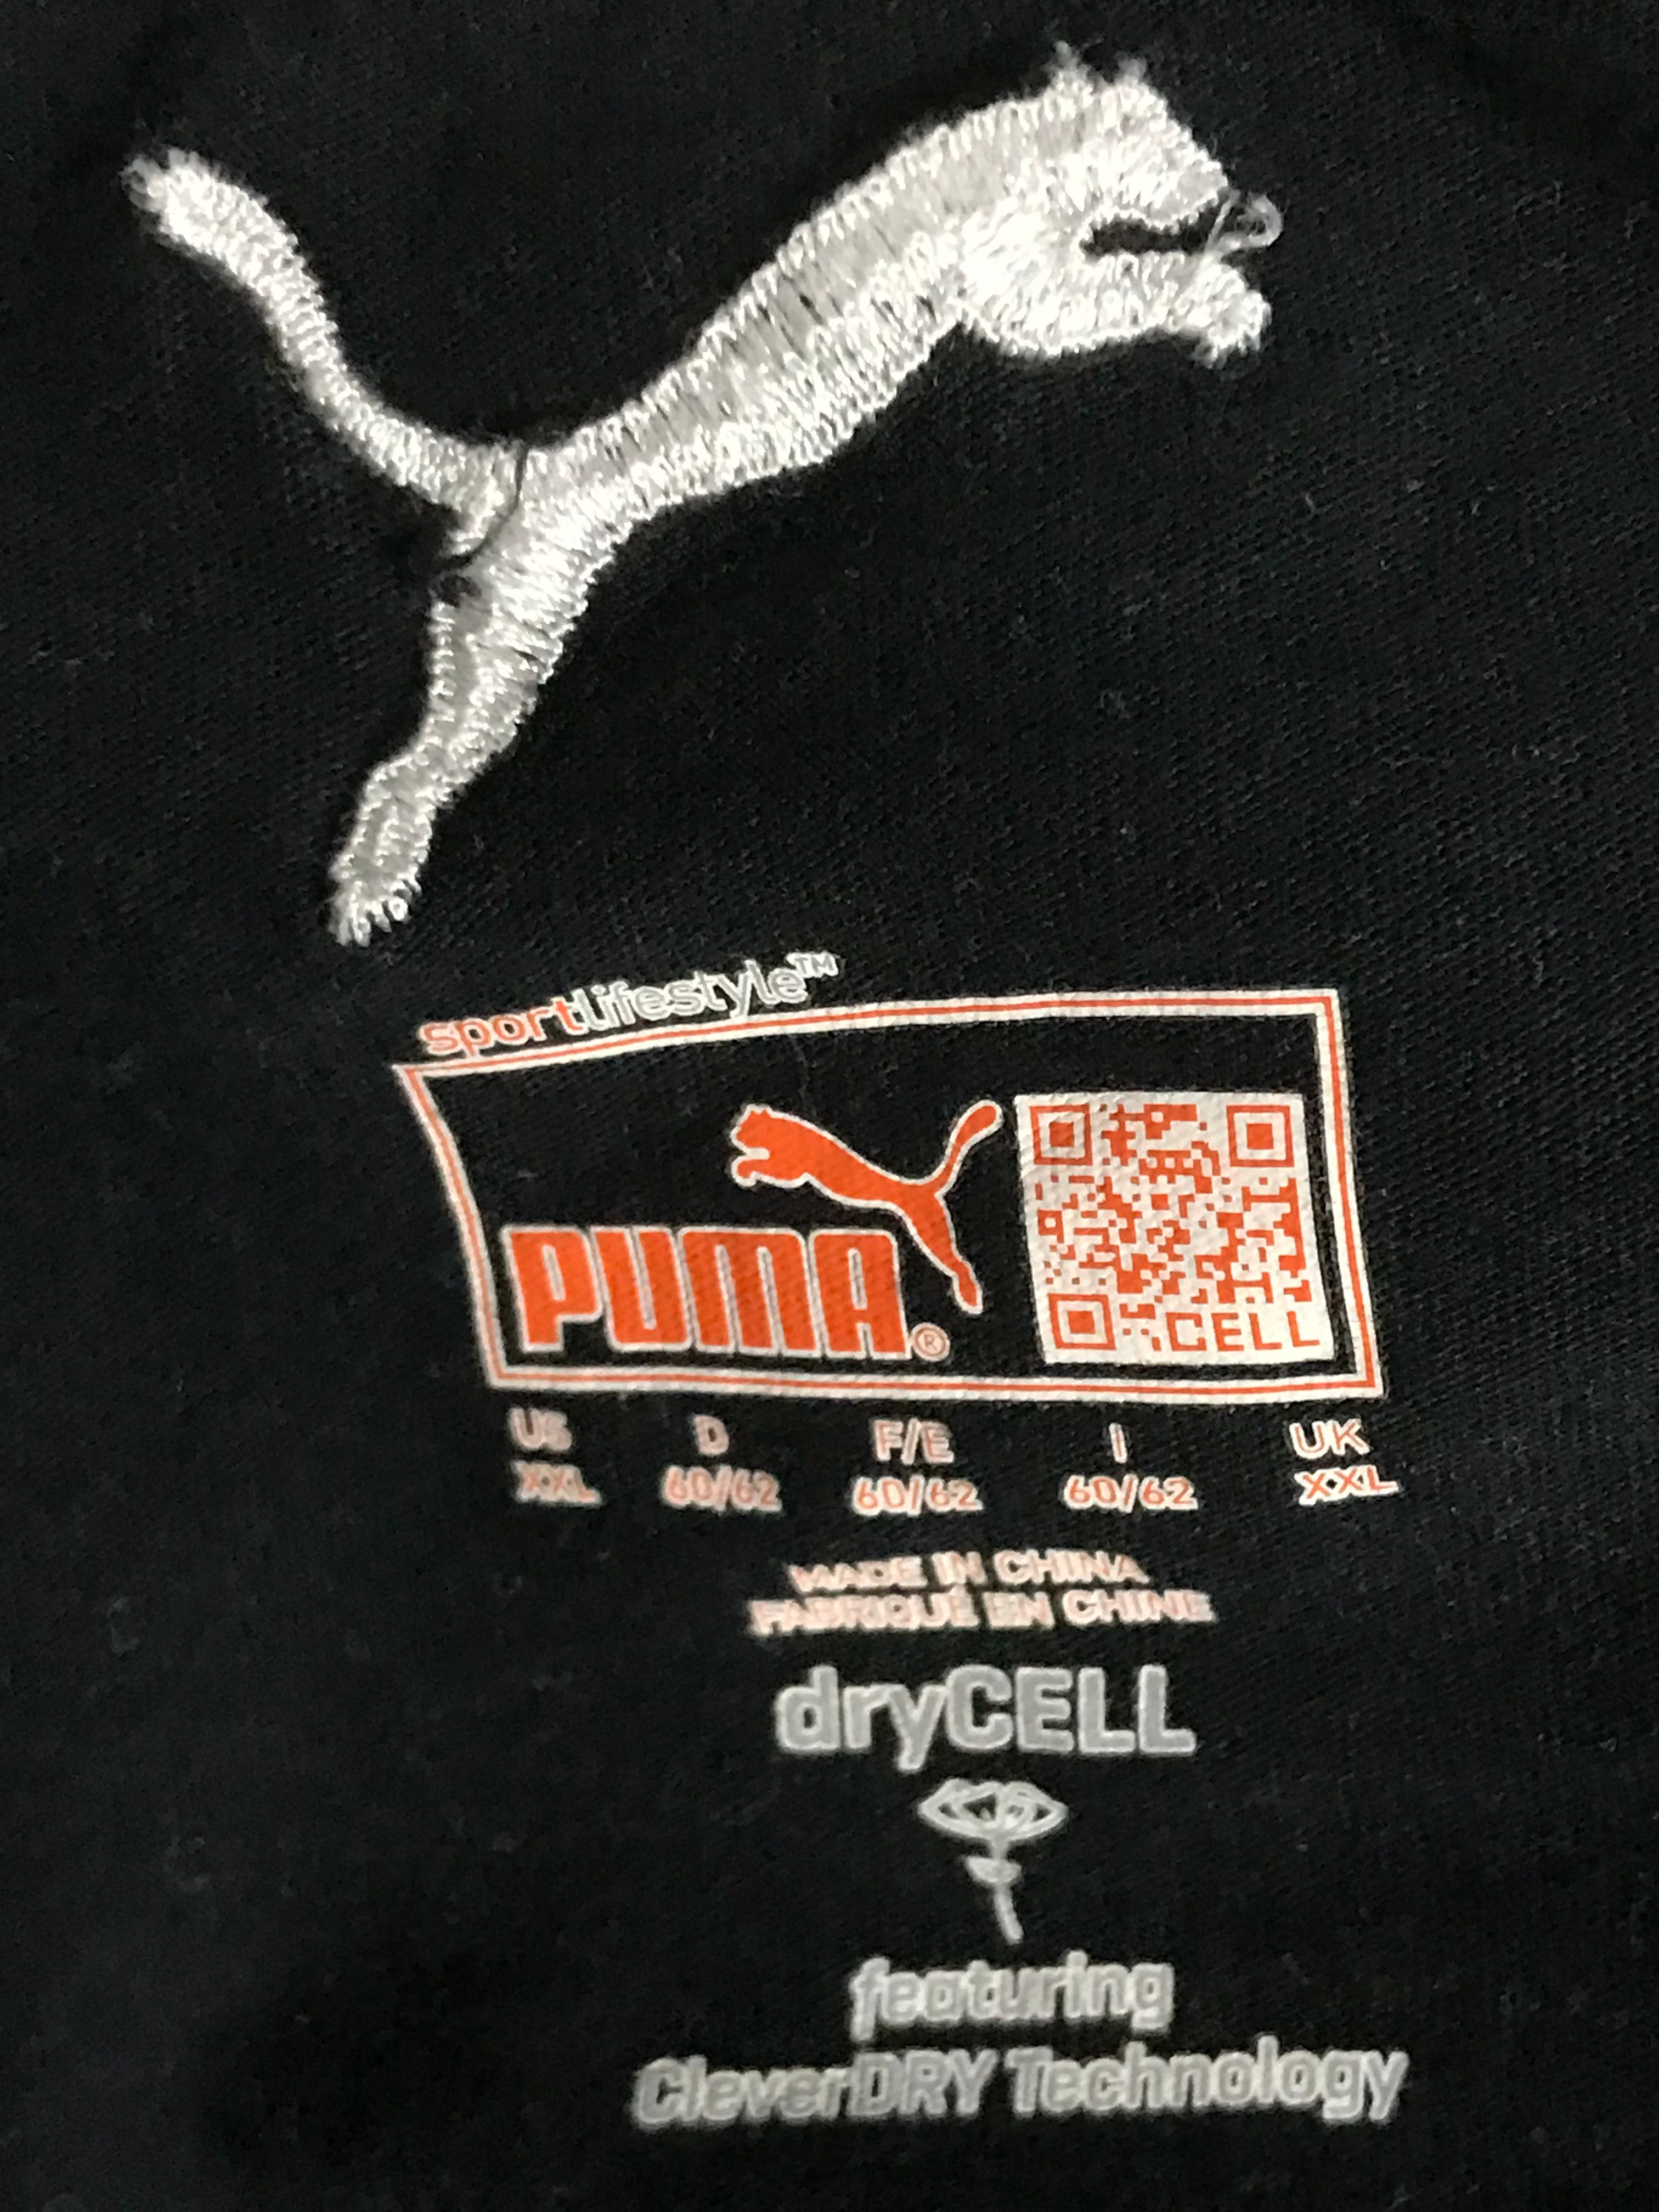 sportlifestyle™
PUMA®
CELL
US D F/E I UK
XXL 60/62 60/62 60/62 XXL
MADE IN CHINA
FABRIQUÉ EN CHINE
dryCELL
featuring
CleverDRY Technology